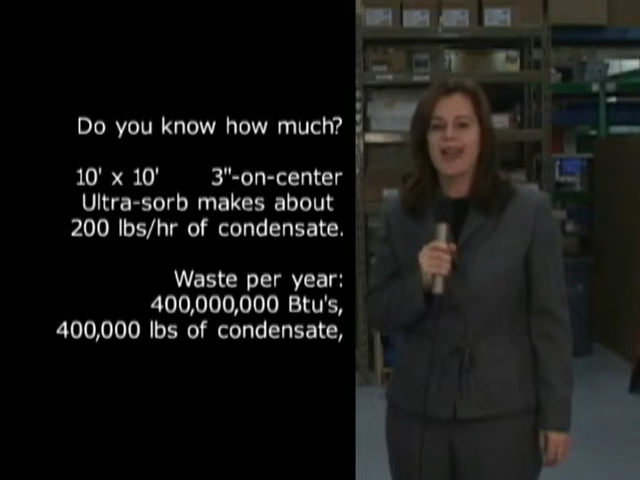 Do you know how much?
10' x 10' 3"-on-center
Ultra-sorb makes about
200 lbs/hr of condensate.
Waste per year:
400,000,000 Btu's,
400,000 lbs of condensate,